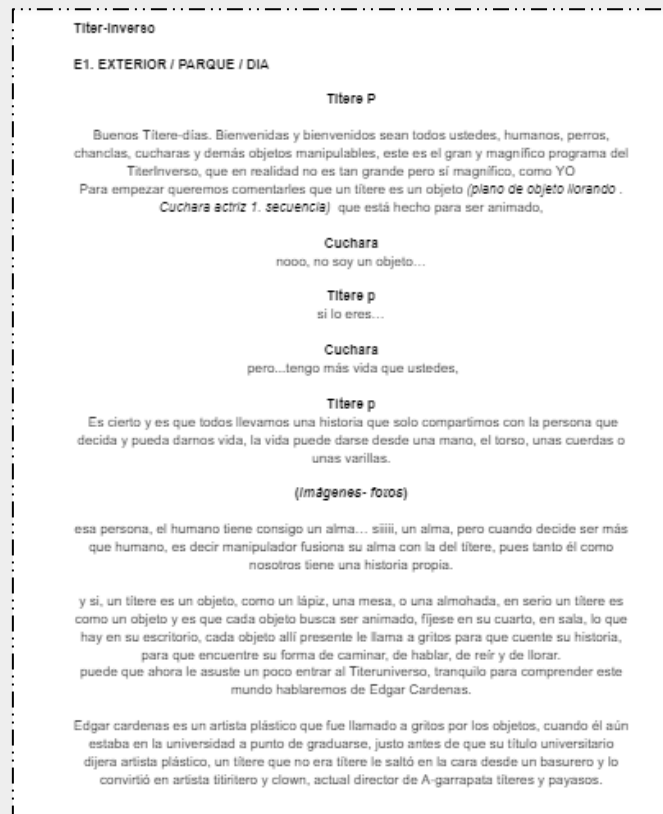 Titer-Inverso
E1. EXTERIOR / PARQUE / DIA
Titere P
Buenos Títere-días. Bienvenidas y bienvenidos sean todos ustedes, humanos, perros,
chanclas, cucharas y demás objetos manipulables, este es el gran y magnífico programa del
TiterInverso, que en realidad no es tan grande pero sí magnífico, como YO
Para empezar queremos comentarles que un títere es un objeto (plano de objeto llorando .
Cuchara actriz 1. secuencia) que está hecho para ser animado,
Cuchara
nooo, no soy un objeto…
Titere p
si lo eres…
Cuchara
pero...tengo más vida que ustedes,
Titere p
Es cierto y es que todos llevamos una historia que solo compartimos con la persona que
decida y pueda darnos vida, la vida puede darse desde una mano, el torso, unas cuerdas o
unas varillas.
(Imágenes- fotos)
esa persona, el humano tiene consigo un alma… siiiii, un alma, pero cuando decide ser más
que humano, es decir manipulador fusiona su alma con la del títere, pues tanto él como
nosotros tiene una historia propia.
y si, un títere es un objeto, como un lápiz, una mesa, o una almohada, en serio un títere es
como un objeto y es que cada objeto busca ser animado, fíjese en su cuarto, en sala, lo que
hay en su escritorio, cada objeto allí presente le llama a gritos para que cuente su historia,
para que encuentre su forma de caminar, de hablar, de reír y de llorar.
puede que ahora le asuste un poco entrar al Titeruniverso, tranquilo para comprender este
mundo hablaremos de Edgar Cardenas.
Edgar cardenas es un artista plástico que fue llamado a gritos por los objetos, cuando él aún
estaba en la universidad a punto de graduarse, justo antes de que su título universitario
dijera artista plástico, un títere que no era títere le saltó en la cara desde un basurero y lo
convirtió en artista titiritero y clown, actual director de A-garrapata títeres y payasos.